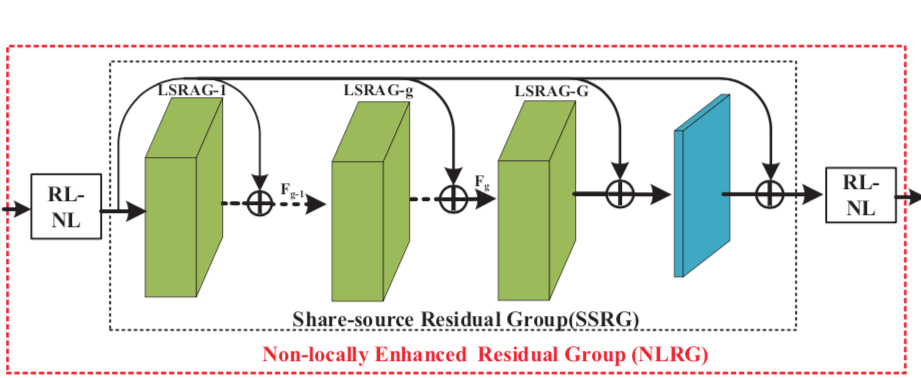 LSRAG-1
LSRAG-g
LSRAG-G
RL-
NL
F_{g-1}
F_g
RL-
NL
Share-source Residual Group(SSRG)
Non-locally Enhanced Residual Group (NLRG)